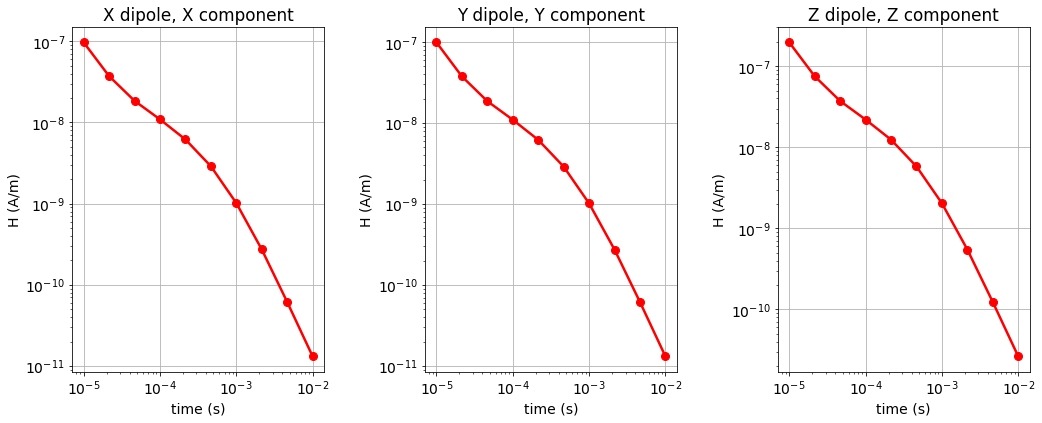 X dipole, X component
Y dipole, Y component
Z dipole, Z component
H (A/m)
10⁻⁷
10⁻⁸
10⁻⁹
10⁻¹⁰
10⁻¹¹
10⁻⁵
10⁻⁴
10⁻³
10⁻²
time (s)
H (A/m)
10⁻⁷
10⁻⁸
10⁻⁹
10⁻¹⁰
10⁻¹¹
10⁻⁵
10⁻⁴
10⁻³
10⁻²
time (s)
H (A/m)
10⁻⁷
10⁻⁸
10⁻⁹
10⁻¹⁰
10⁻⁵
10⁻⁴
10⁻³
10⁻²
time (s)